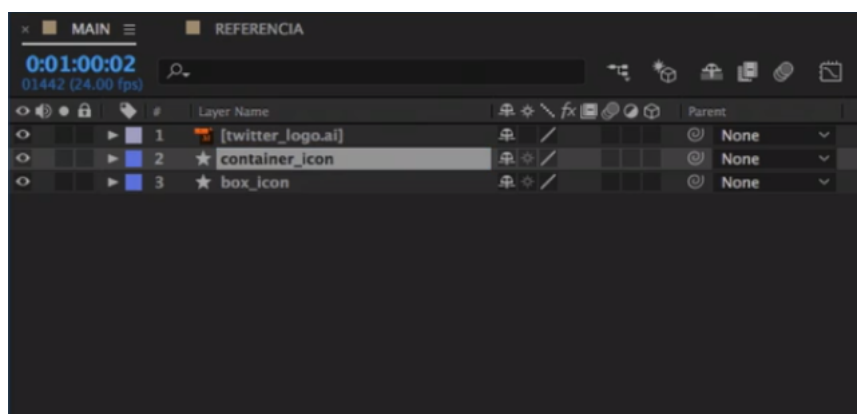 MAIN REFERENCIA
0:01:00:02
01442 (24.00 fps)
# Layer Name fx Parent
1 [twitter_logo.ai] None
2 container_icon None
3 box_icon None